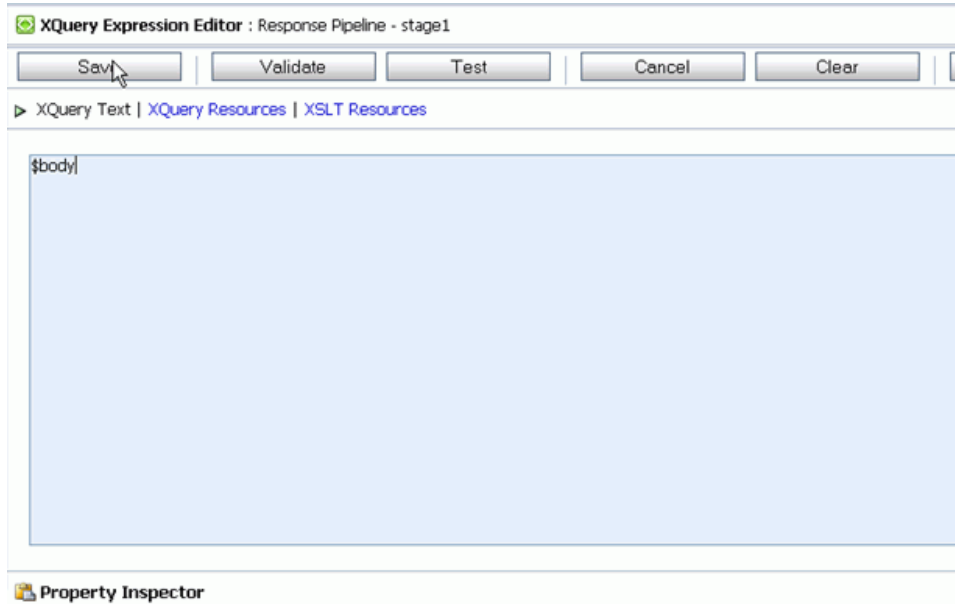 XQuery Expression Editor : Response Pipeline - stage1
Save Validate Test Cancel Clear
XQuery Text | XQuery Resources | XSLT Resources
$body
Property Inspector